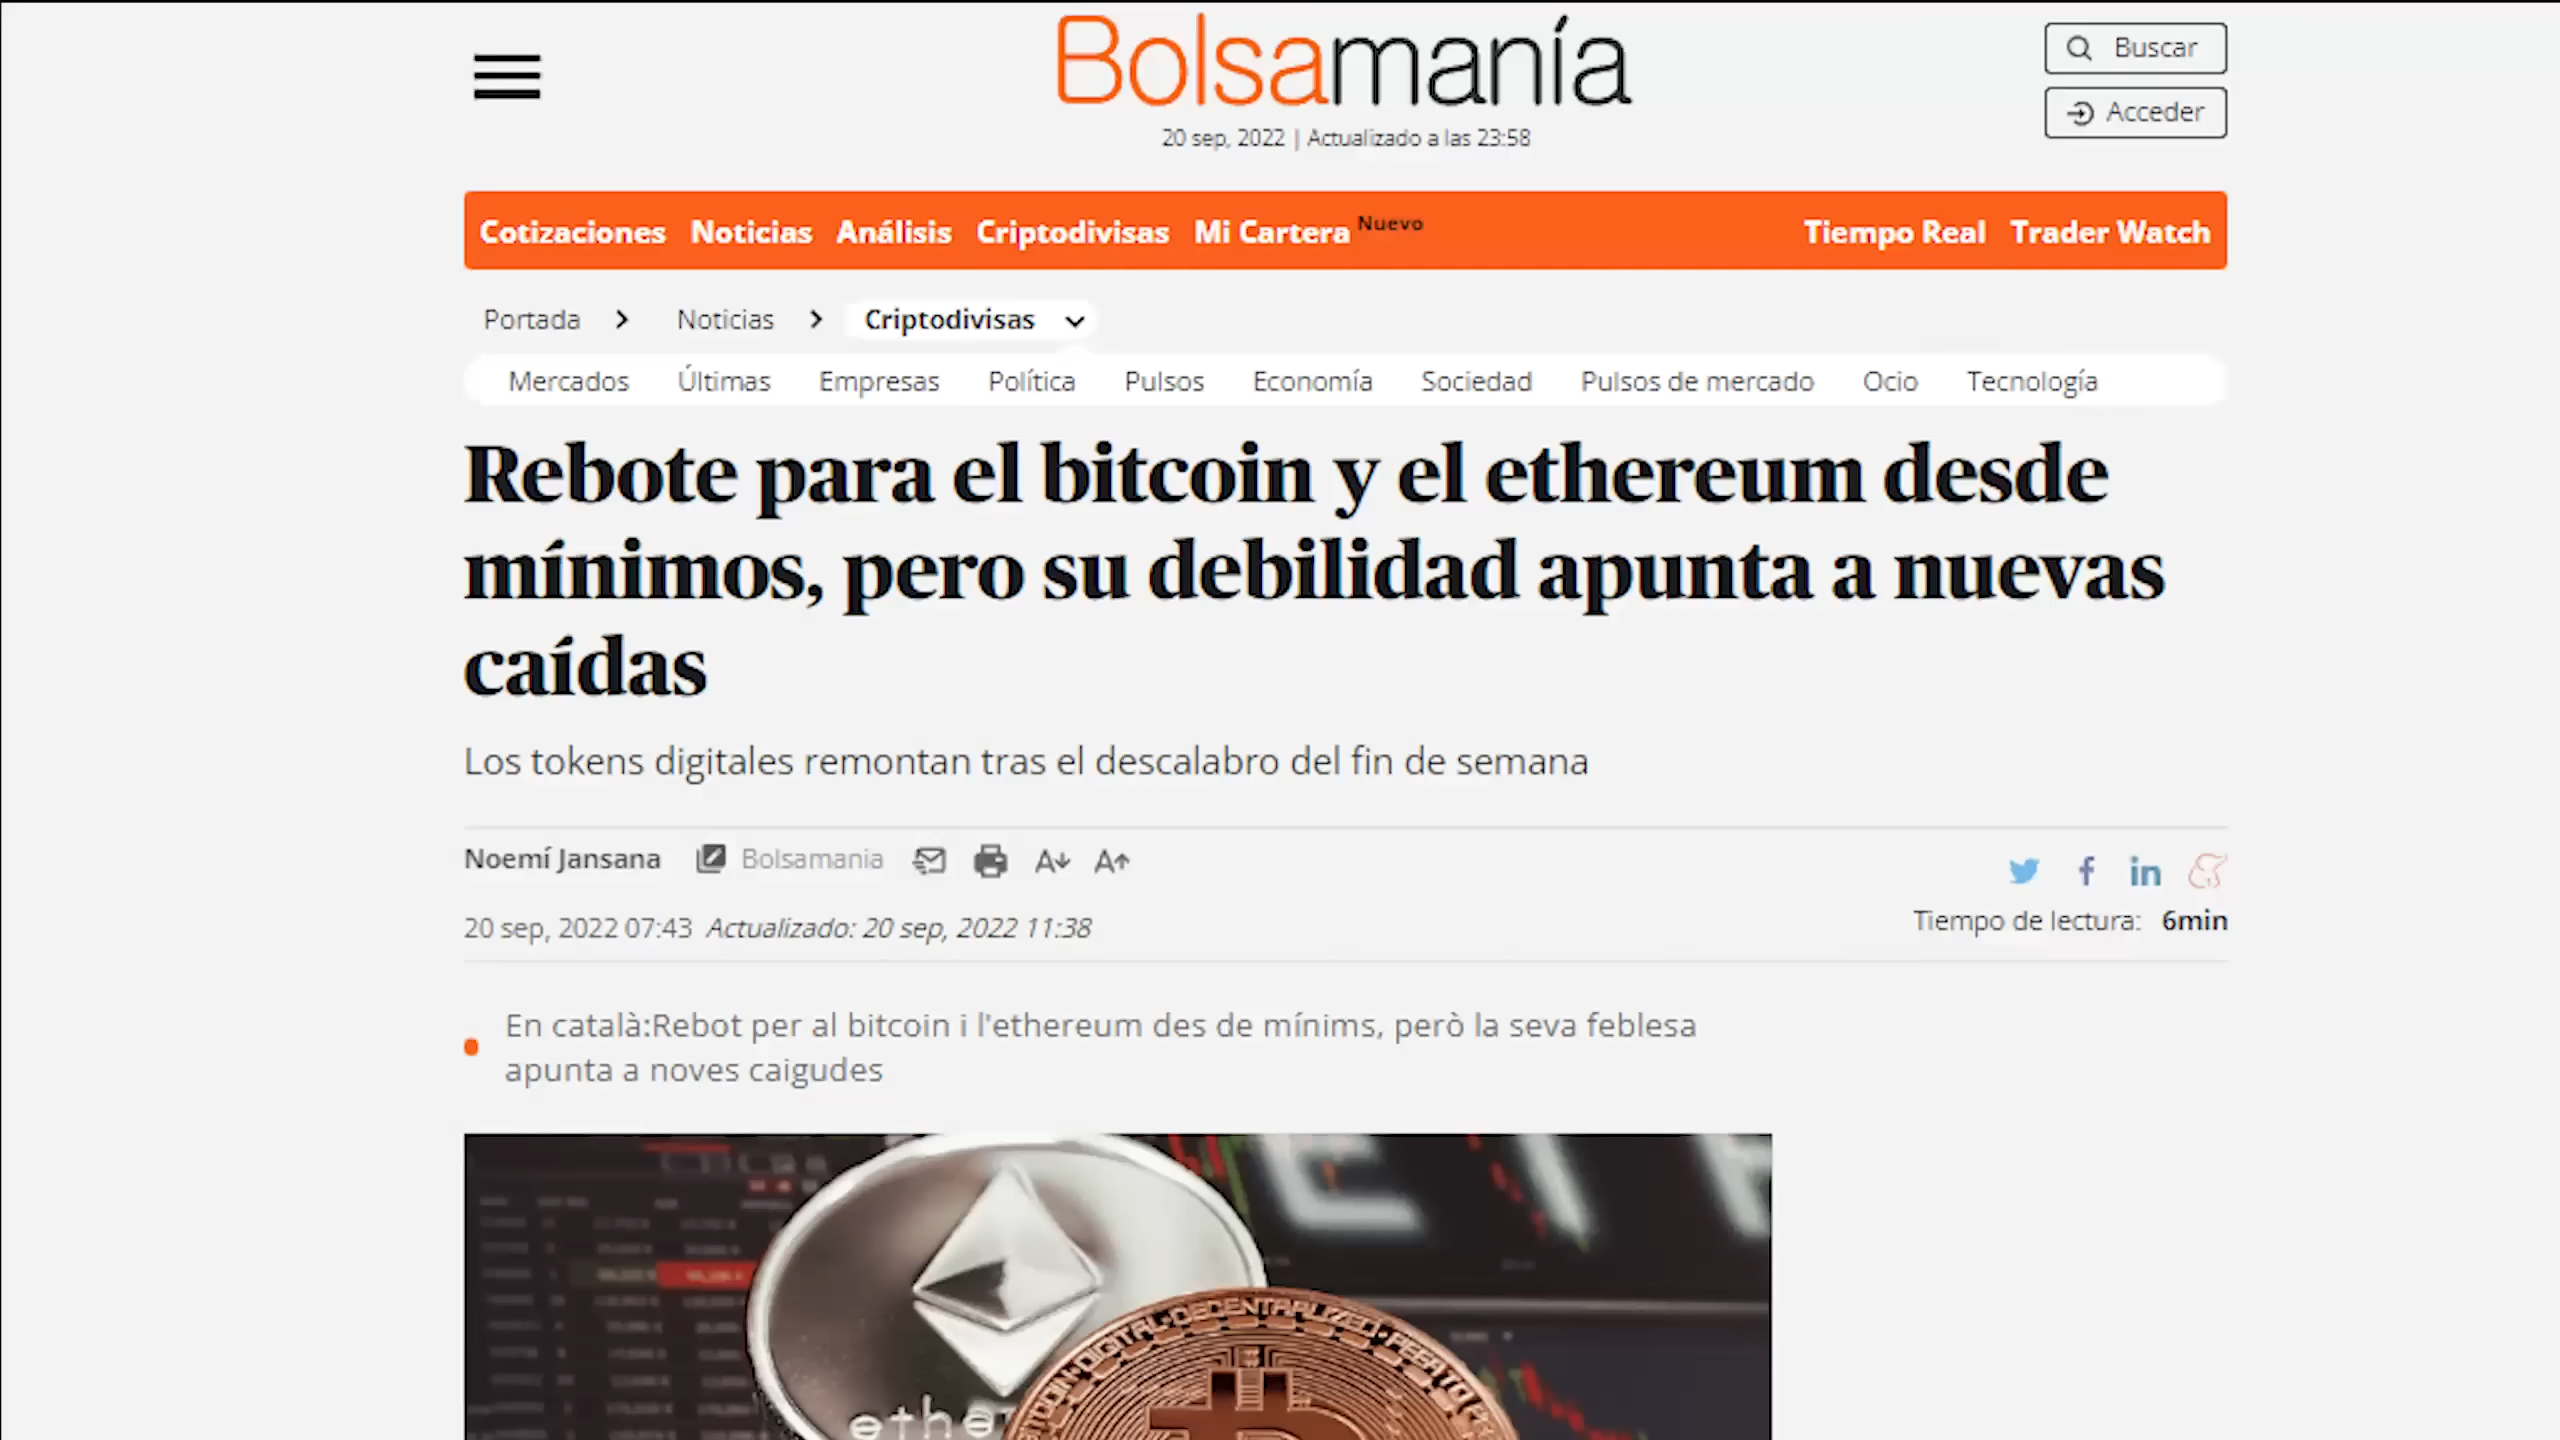 Bolsamanía
Buscar
Acceder
20 sep, 2022 | Actualizado a las 23:58
Cotizaciones Noticias Análisis Criptodivisas Mi Cartera Nuevo Tiempo Real Trader Watch
Portada Noticias Criptodivisas
Mercados Últimas Empresas Política Pulsos Economía Sociedad Pulsos de mercado Ocio Tecnología
Rebote para el bitcoin y el ethereum desde
mínimos, pero su debilidad apunta a nuevas
caídas
Los tokens digitales remontan tras el descalabro del fin de semana
Noemí Jansana Bolsamania
20 sep, 2022 07:43 Actualizado: 20 sep, 2022 11:38
Tiempo de lectura: 6min
En català:Rebot per al bitcoin i l'ethereum des de mínims, però la seva feblesa
apunta a noves caigudes
DIGITAL • DECENTRALIZED •